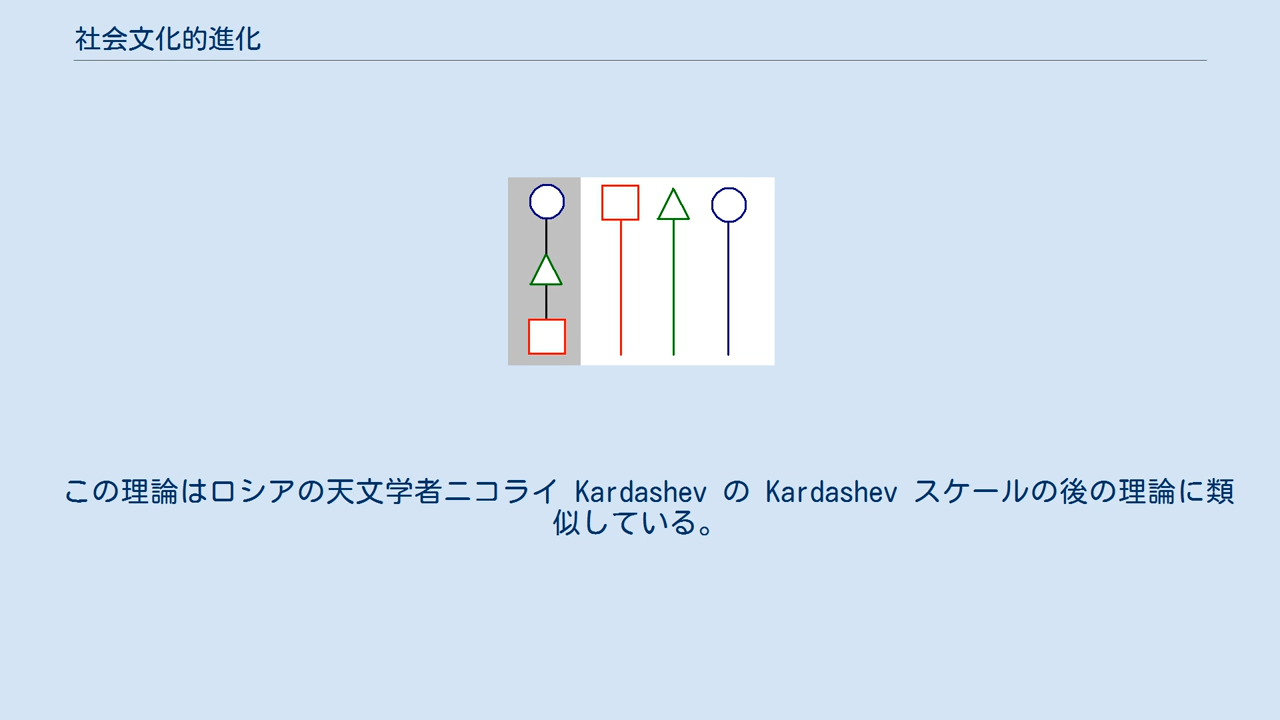 社会文化的進化
この理論はロシアの天文学者ニコライ Kardashev の Kardashev スケールの後の理論に類
似している。